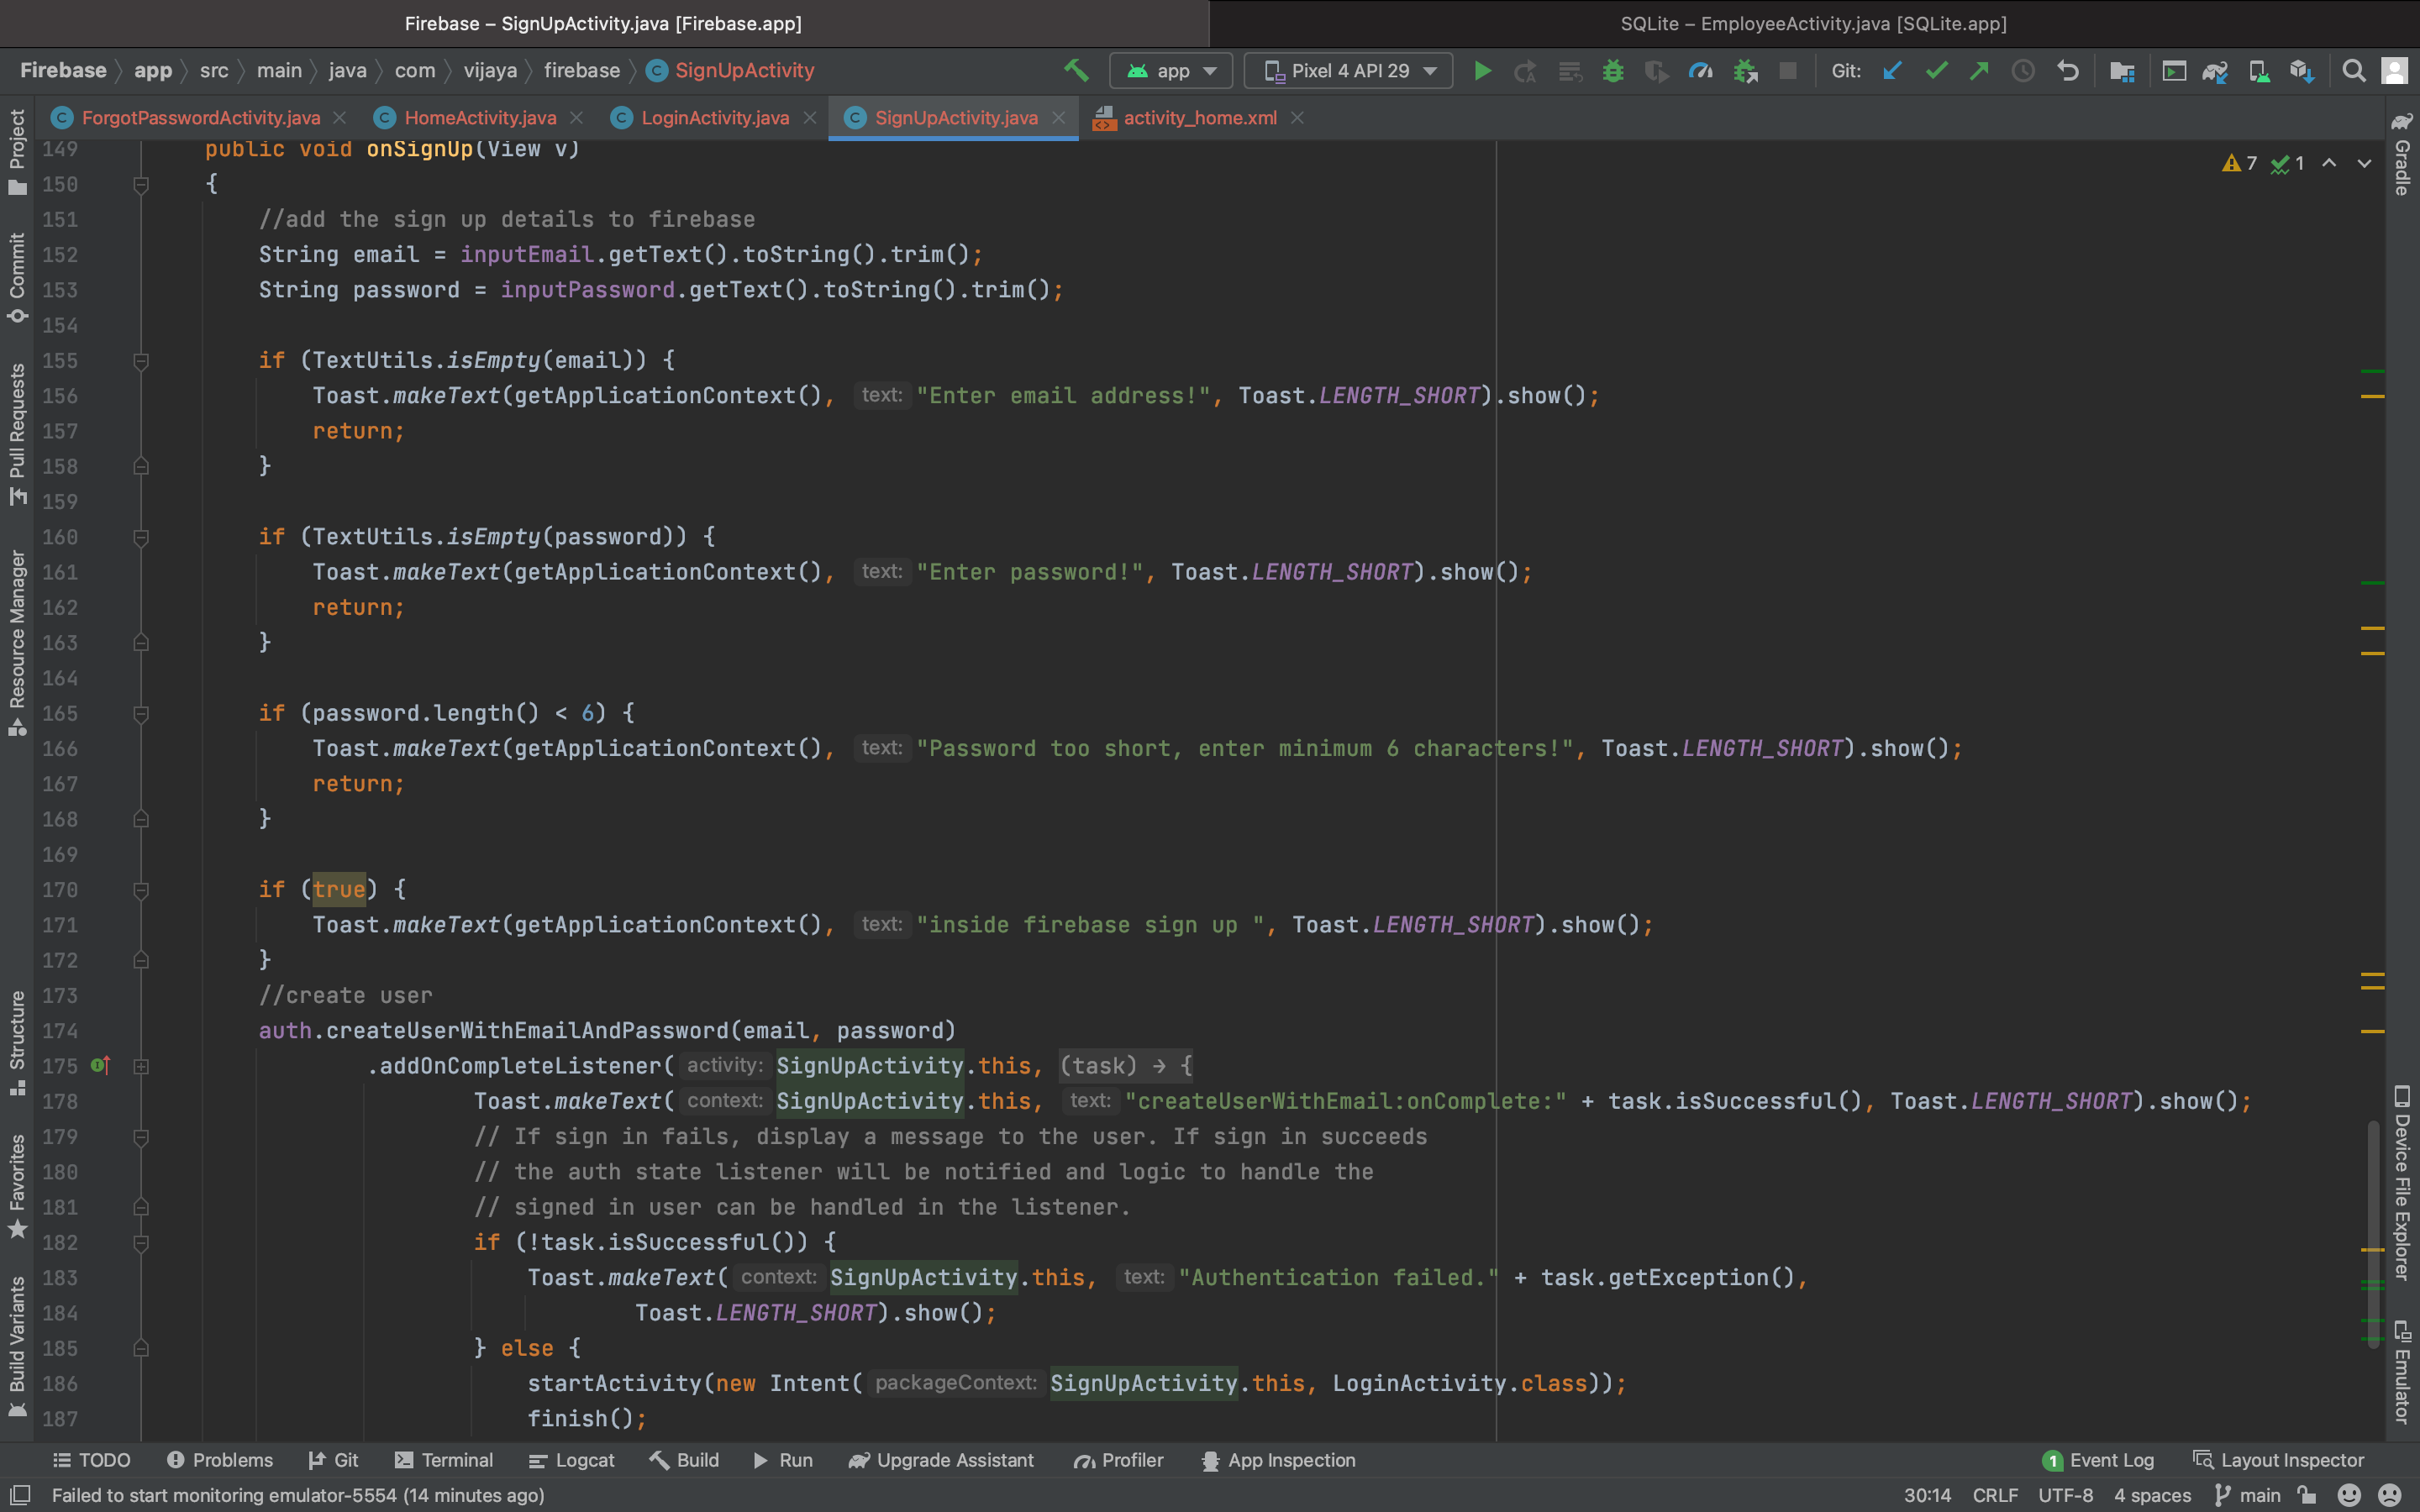 Firebase – SignUpActivity.java [Firebase.app]
SQLite – EmployeeActivity.java [SQLite.app]
Firebase app src main java com vijaya firebase SignUpActivity
app Pixel 4 API 29 Git:
ForgotPasswordActivity.java HomeActivity.java LoginActivity.java SignUpActivity.java activity_home.xml
Project
Commit
Pull Requests
Resource Manager
Structure
Favorites
Build Variants
7 1
149 public void onSignUp(View v)
150 {
151 //add the sign up details to firebase
152 String email = inputEmail.getText().toString().trim();
153 String password = inputPassword.getText().toString().trim();
154
155 if (TextUtils.isEmpty(email)) {
156 Toast.makeText(getApplicationContext(), text: "Enter email address!", Toast.LENGTH_SHORT).show();
157 return;
158 }
159
160 if (TextUtils.isEmpty(password)) {
161 Toast.makeText(getApplicationContext(), text: "Enter password!", Toast.LENGTH_SHORT).show();
162 return;
163 }
164
165 if (password.length() < 6) {
166 Toast.makeText(getApplicationContext(), text: "Password too short, enter minimum 6 characters!", Toast.LENGTH_SHORT).show();
167 return;
168 }
169
170 if (true) {
171 Toast.makeText(getApplicationContext(), text: "inside firebase sign up ", Toast.LENGTH_SHORT).show();
172 }
173 //create user
174 auth.createUserWithEmailAndPassword(email, password)
175 .addOnCompleteListener( activity: SignUpActivity.this, (task) → {
178 Toast.makeText( context: SignUpActivity.this, text: "createUserWithEmail:onComplete:" + task.isSuccessful(), Toast.LENGTH_SHORT).show();
179 // If sign in fails, display a message to the user. If sign in succeeds
180 // the auth state listener will be notified and logic to handle the
181 // signed in user can be handled in the listener.
182 if (!task.isSuccessful()) {
183 Toast.makeText( context: SignUpActivity.this, text: "Authentication failed." + task.getException(),
184 Toast.LENGTH_SHORT).show();
185 } else {
186 startActivity(new Intent( packageContext: SignUpActivity.this, LoginActivity.class));
187 finish();
Gradle
Device File Explorer
Emulator
TODO Problems Git Terminal Logcat Build Run Upgrade Assistant Profiler App Inspection 1 Event Log Layout Inspector
Failed to start monitoring emulator-5554 (14 minutes ago) 30:14 CRLF UTF-8 4 spaces main